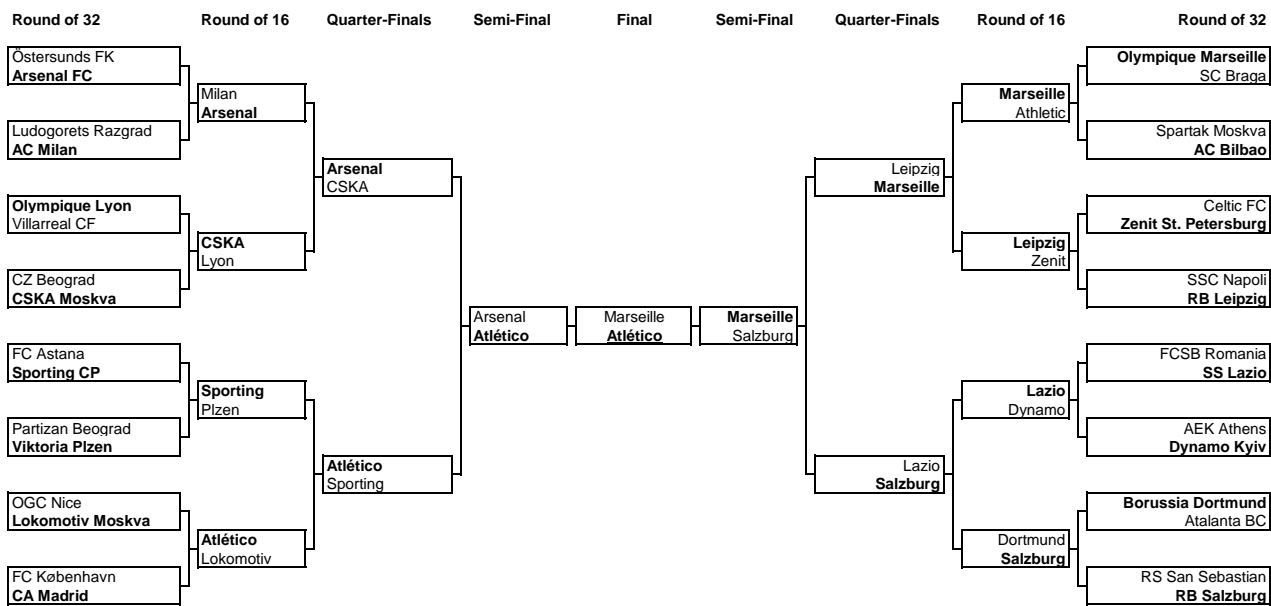 Round of 32
Round of 16
Quarter-Finals
Semi-Final
Final
Semi-Final
Quarter-Finals
Round of 16
Round of 32
Östersunds FK
Arsenal FC
Ludogorets Razgrad
AC Milan
Olympique Lyon
Villarreal CF
CZ Beograd
CSKA Moskva
FC Astana
Sporting CP
Partizan Beograd
Viktoria Plzen
OGC Nice
Lokomotiv Moskva
FC København
CA Madrid
Milan
Arsenal
CSKA
Lyon
Sporting
Plzen
Atlético
Lokomotiv
Arsenal
CSKA
Atlético
Sporting
Arsenal
Atlético
Marseille
Atlético
Marseille
Salzburg
Leipzig
Marseille
Lazio
Salzburg
Marseille
Athletic
Leipzig
Zenit
Lazio
Dynamo
Dortmund
Salzburg
Olympique Marseille
SC Braga
Spartak Moskva
AC Bilbao
Celtic FC
Zenit St. Petersburg
SSC Napoli
RB Leipzig
FCSB Romania
SS Lazio
AEK Athens
Dynamo Kyiv
Borussia Dortmund
Atalanta BC
RS San Sebastian
RB Salzburg